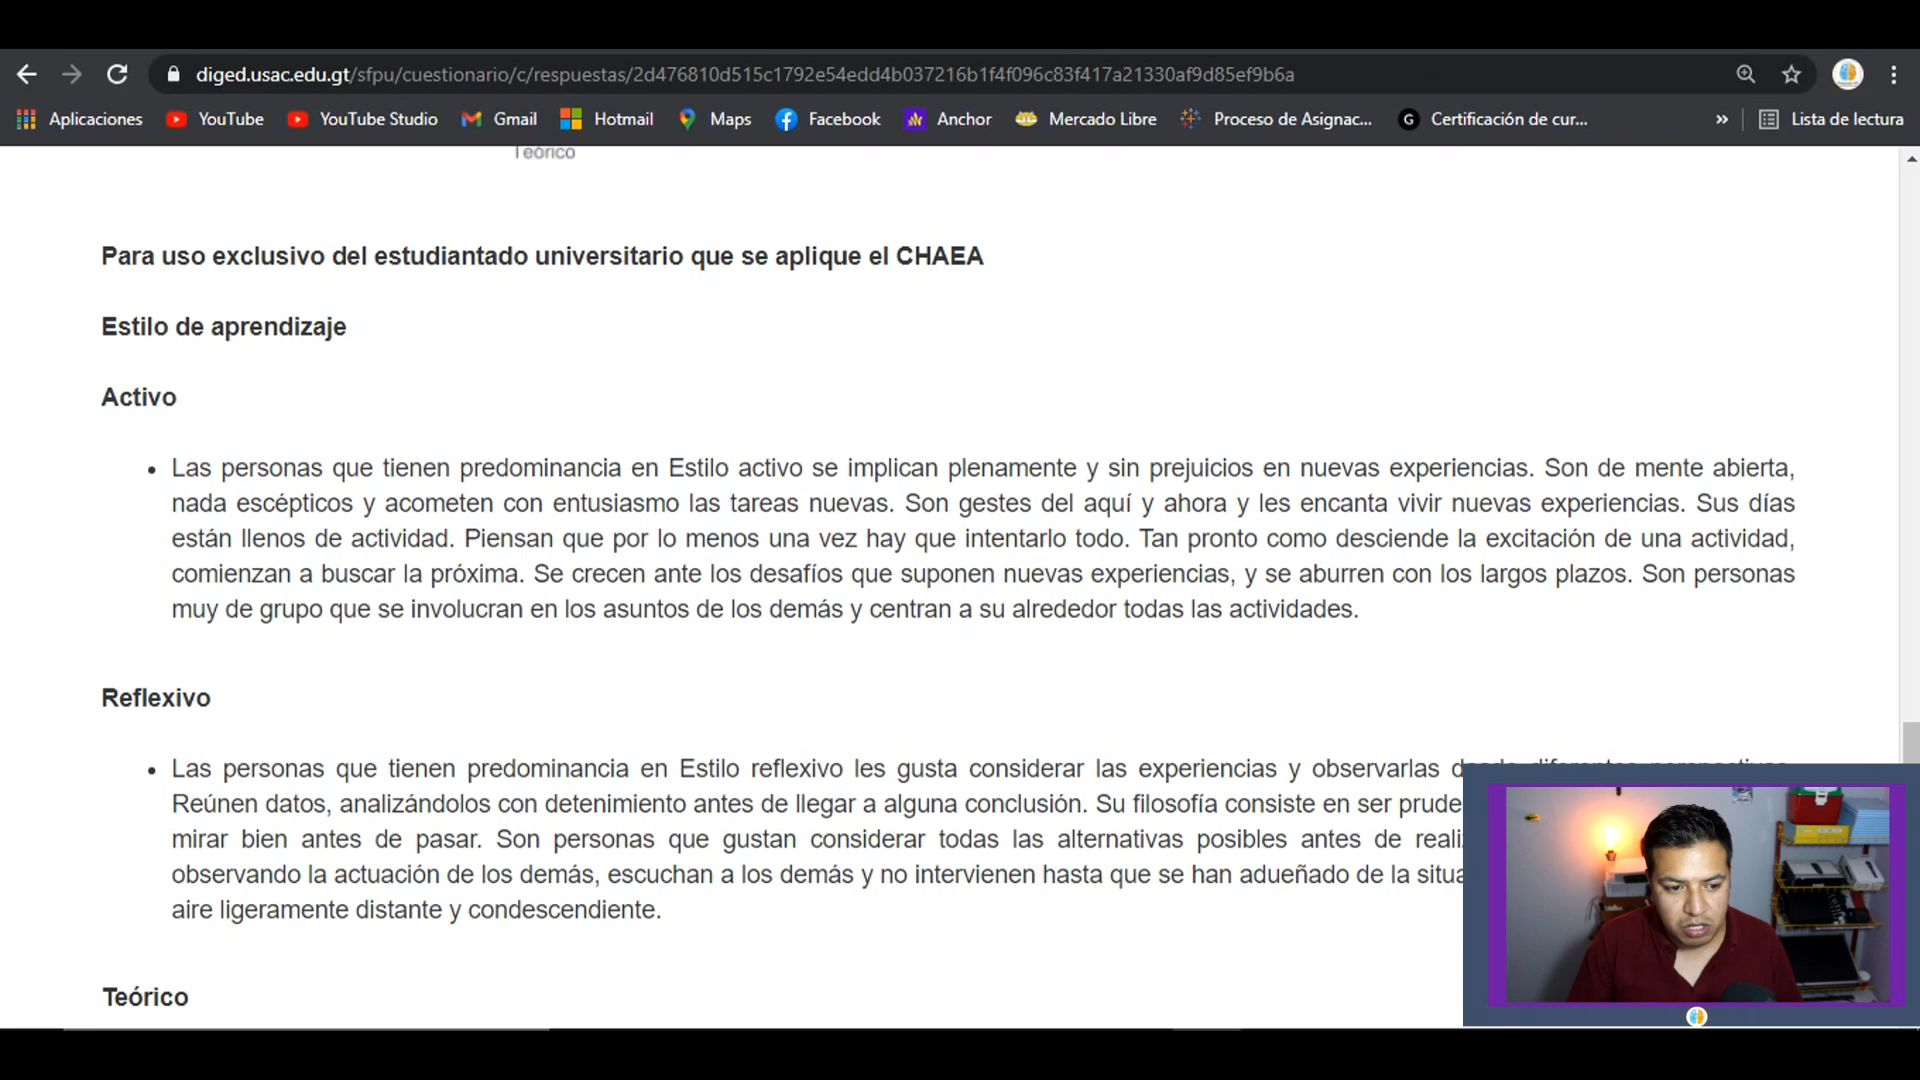 diged.usac.edu.gt/sfpu/cuestionario/c/respuestas/2d476810d515c1792e54edd4b037216b1f4f096c83f417a21330af9d85ef9b6a
Aplicaciones YouTube YouTube Studio Gmail Hotmail Maps Facebook Anchor Mercado Libre Proceso de Asignac... G Certificación de cur... » Lista de lectura
Teórico
Para uso exclusivo del estudiantado universitario que se aplique el CHAEA
Estilo de aprendizaje
Activo
• Las personas que tienen predominancia en Estilo activo se implican plenamente y sin prejuicios en nuevas experiencias. Son de mente abierta,
nada escépticos y acometen con entusiasmo las tareas nuevas. Son gestes del aquí y ahora y les encanta vivir nuevas experiencias. Sus días
están llenos de actividad. Piensan que por lo menos una vez hay que intentarlo todo. Tan pronto como desciende la excitación de una actividad,
comienzan a buscar la próxima. Se crecen ante los desafíos que suponen nuevas experiencias, y se aburren con los largos plazos. Son personas
muy de grupo que se involucran en los asuntos de los demás y centran a su alrededor todas las actividades.
Reflexivo
• Las personas que tienen predominancia en Estilo reflexivo les gusta considerar las experiencias y observarlas desde diferentes perspectivas.
Reúnen datos, analizándolos con detenimiento antes de llegar a alguna conclusión. Su filosofía consiste en ser prude
mirar bien antes de pasar. Son personas que gustan considerar todas las alternativas posibles antes de reali
observando la actuación de los demás, escuchan a los demás y no intervienen hasta que se han adueñado de la situa
aire ligeramente distante y condescendiente.
Teórico